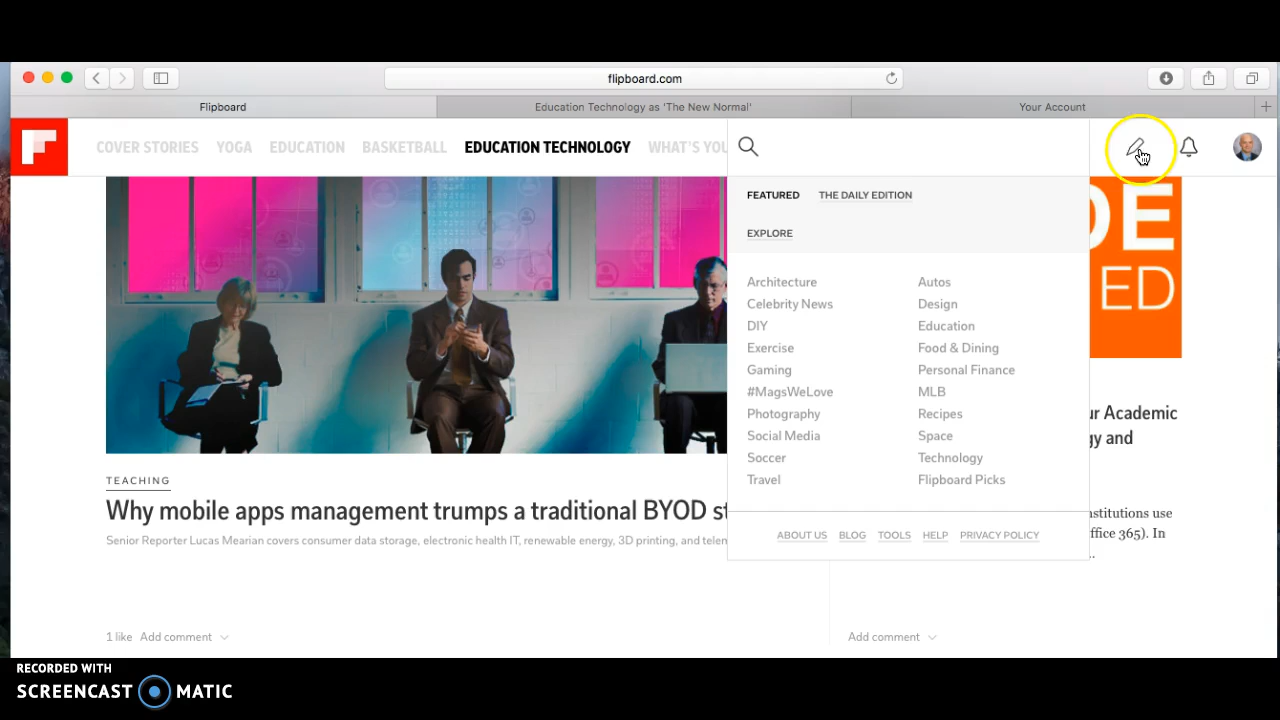 flipboard.com
Flipboard
Education Technology as 'The New Normal'
Your Account
COVER STORIES YOGA EDUCATION BASKETBALL EDUCATION TECHNOLOGY WHAT'S YOU
FEATURED THE DAILY EDITION
EXPLORE
Architecture Autos
Celebrity News Design
DIY Education
Exercise Food & Dining
Gaming Personal Finance
#MagsWeLove MLB
Photography Recipes
Social Media Space
Soccer Technology
Travel Flipboard Picks
ABOUT US BLOG TOOLS HELP PRIVACY POLICY
DE
ED
TEACHING
Why mobile apps management trumps a traditional BYOD st
Senior Reporter Lucas Mearian covers consumer data storage, electronic health IT, renewable energy, 3D printing, and telem
1 like Add comment
ur Academic
gy and
nstitutions use
ffice 365). In
..
Add comment
RECORDED WITH
SCREENCAST MATIC